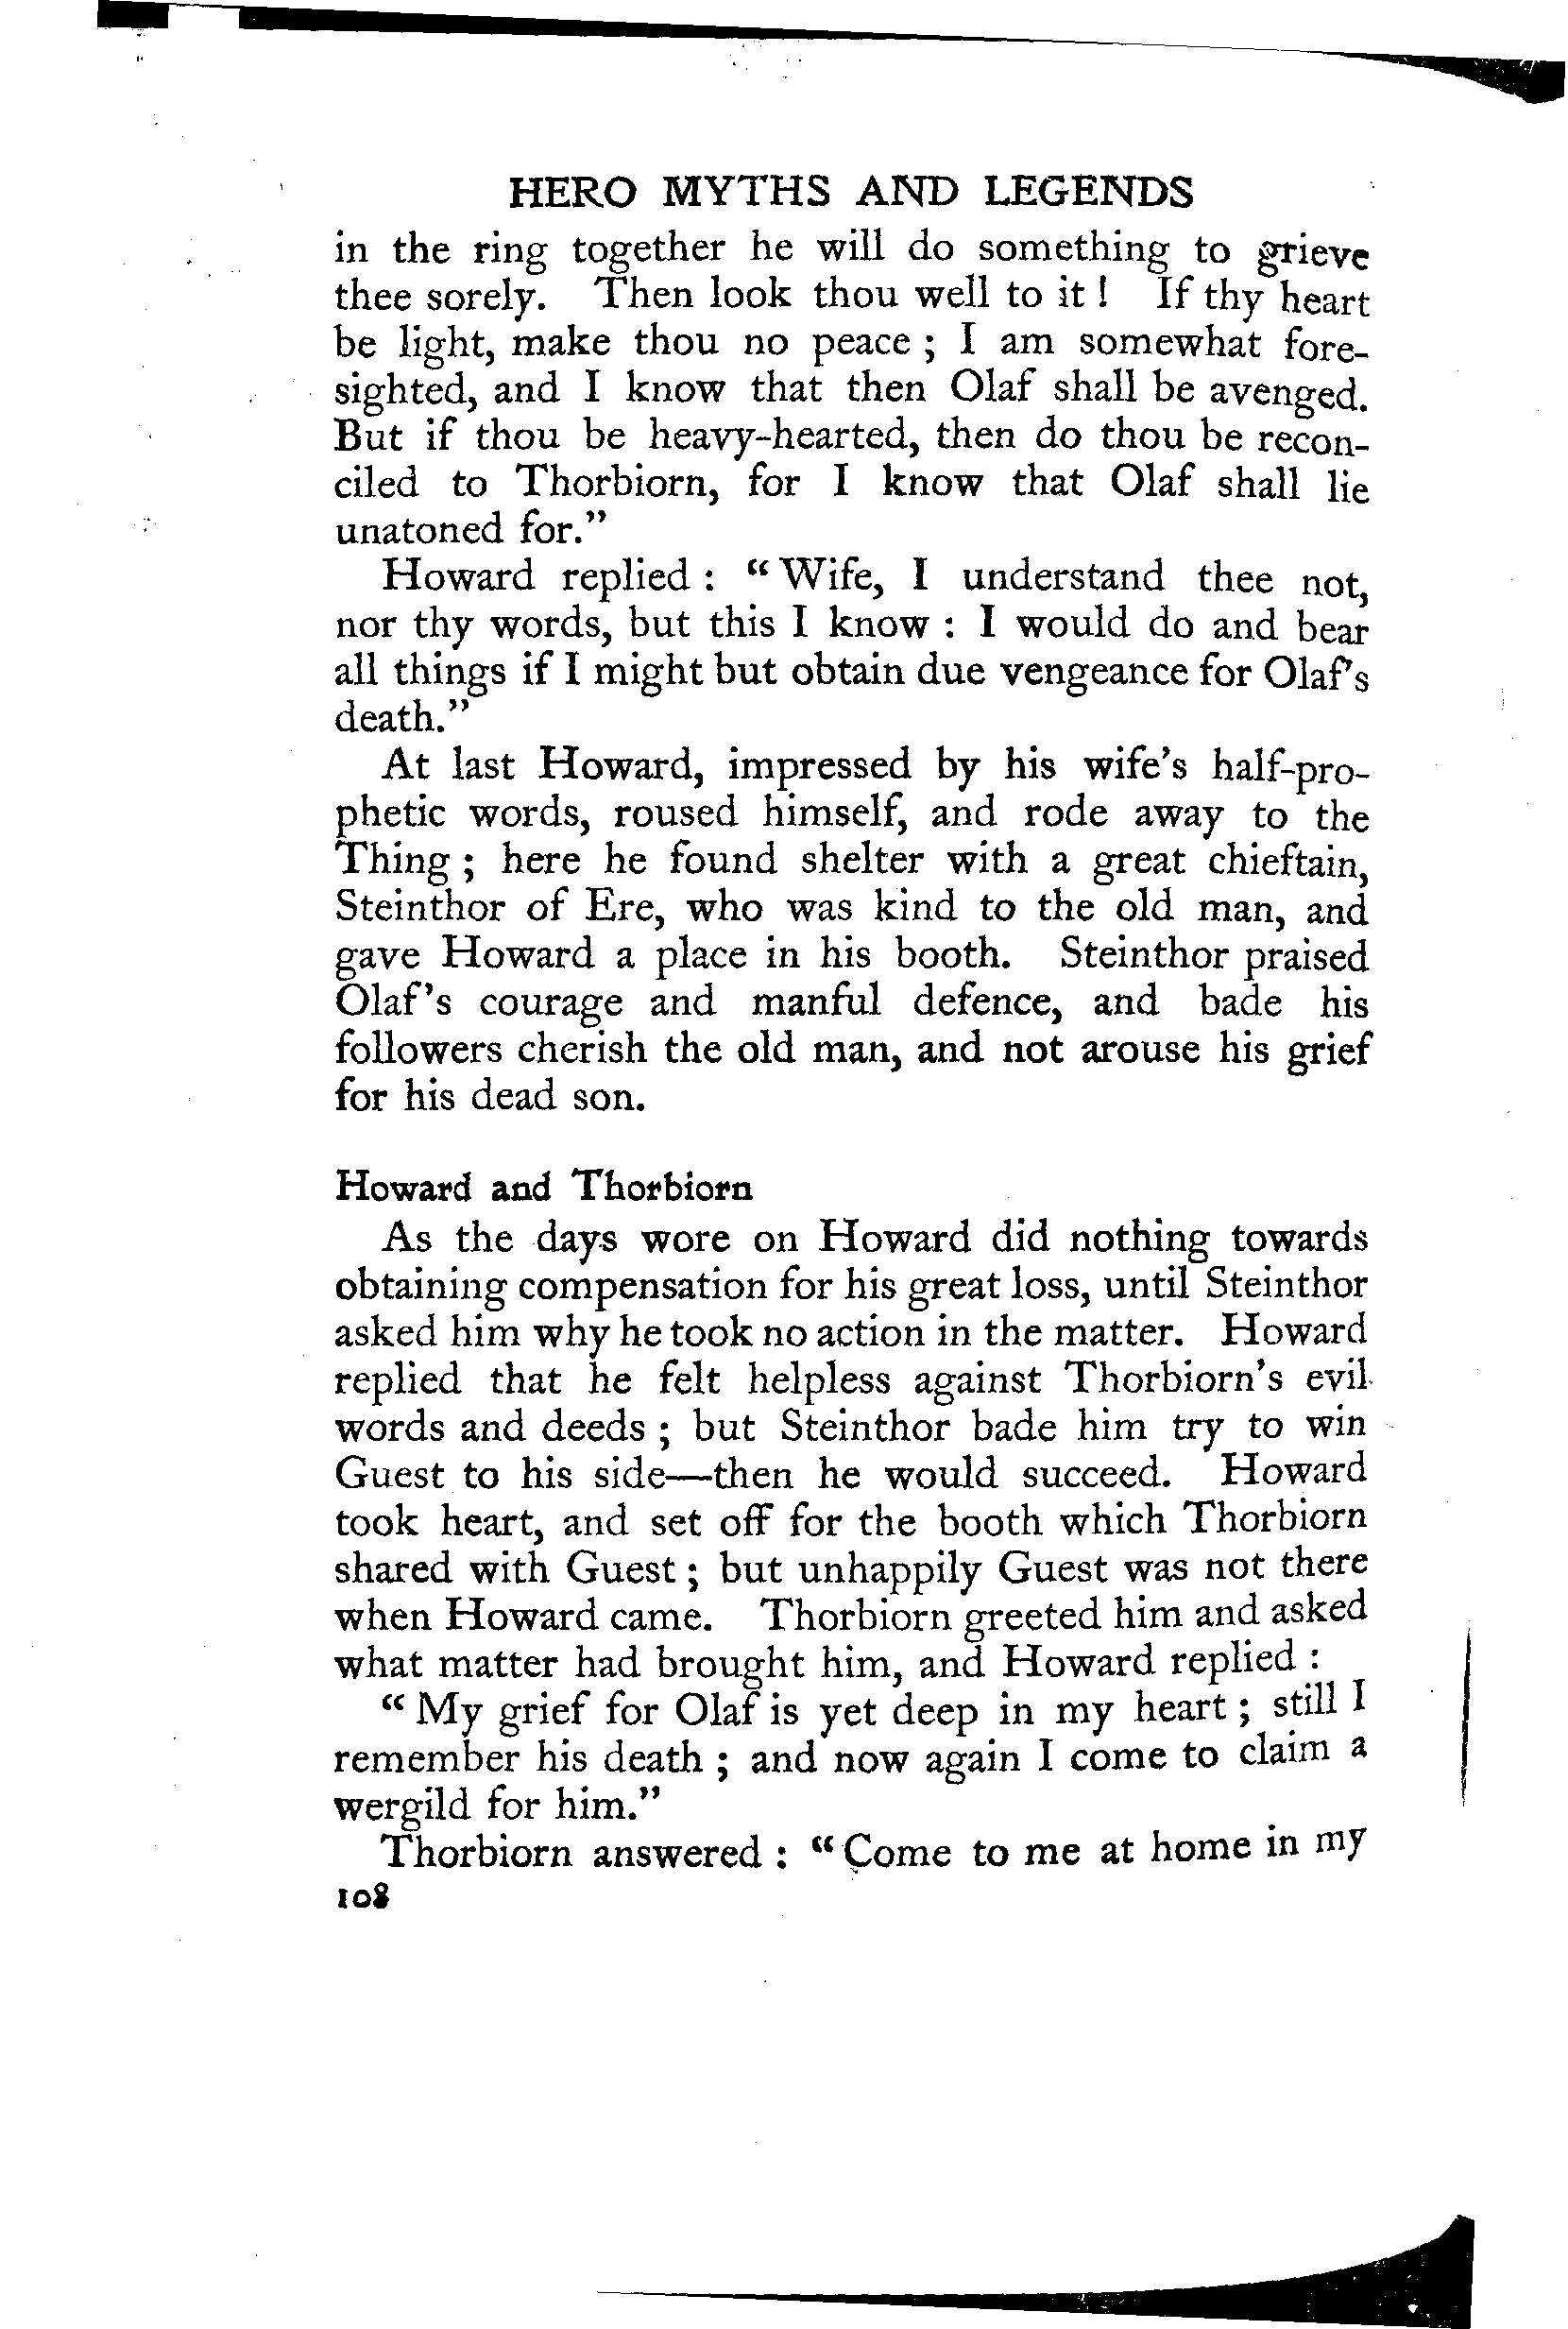 HERO MYTHS AND LEGENDS
in the ring together he will do something to grieve
thee sorely. Then look thou well to it! If thy heart
be light, make thou no peace; I am somewhat fore-
sighted, and I know that then Olaf shall be avenged.
But if thou be heavy-hearted, then do thou be recon-
ciled to Thorbiorn, for I know that Olaf shall lie
unatoned for."
Howard replied: "Wife, I understand thee not,
nor thy words, but this I know: I would do and bear
all things if I might but obtain due vengeance for Olaf's
death."
At last Howard, impressed by his wife's half-pro-
phetic words, roused himself, and rode away to the
Thing; here he found shelter with a great chieftain,
Steinthor of Ere, who was kind to the old man, and
gave Howard a place in his booth. Steinthor praised
Olaf's courage and manful defence, and bade his
followers cherish the old man, and not arouse his grief
for his dead son.
Howard and Thorbiorn
As the days wore on Howard did nothing towards
obtaining compensation for his great loss, until Steinthor
asked him why he took no action in the matter. Howard
replied that he felt helpless against Thorbiorn's evil
words and deeds; but Steinthor bade him try to win
Guest to his side—then he would succeed. Howard
took heart, and set off for the booth which Thorbiorn
shared with Guest; but unhappily Guest was not there
when Howard came. Thorbiorn greeted him and asked
what matter had brought him, and Howard replied:
"My grief for Olaf is yet deep in my heart; still I
remember his death; and now again I come to claim a
wergild for him."
Thorbiorn answered: "Come to me at home in my
108